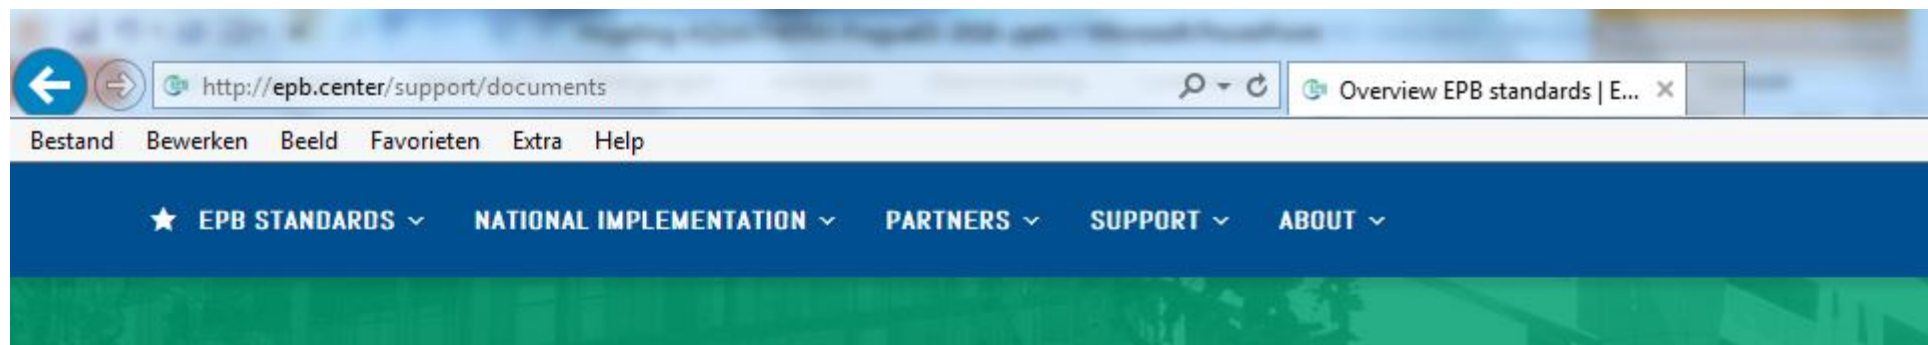 http://epb.center/support/documents
Overview EPB standards | E...
Bestand Bewerken Beeld Favorieten Extra Help
EPB STANDARDS NATIONAL IMPLEMENTATION PARTNERS SUPPORT ABOUT